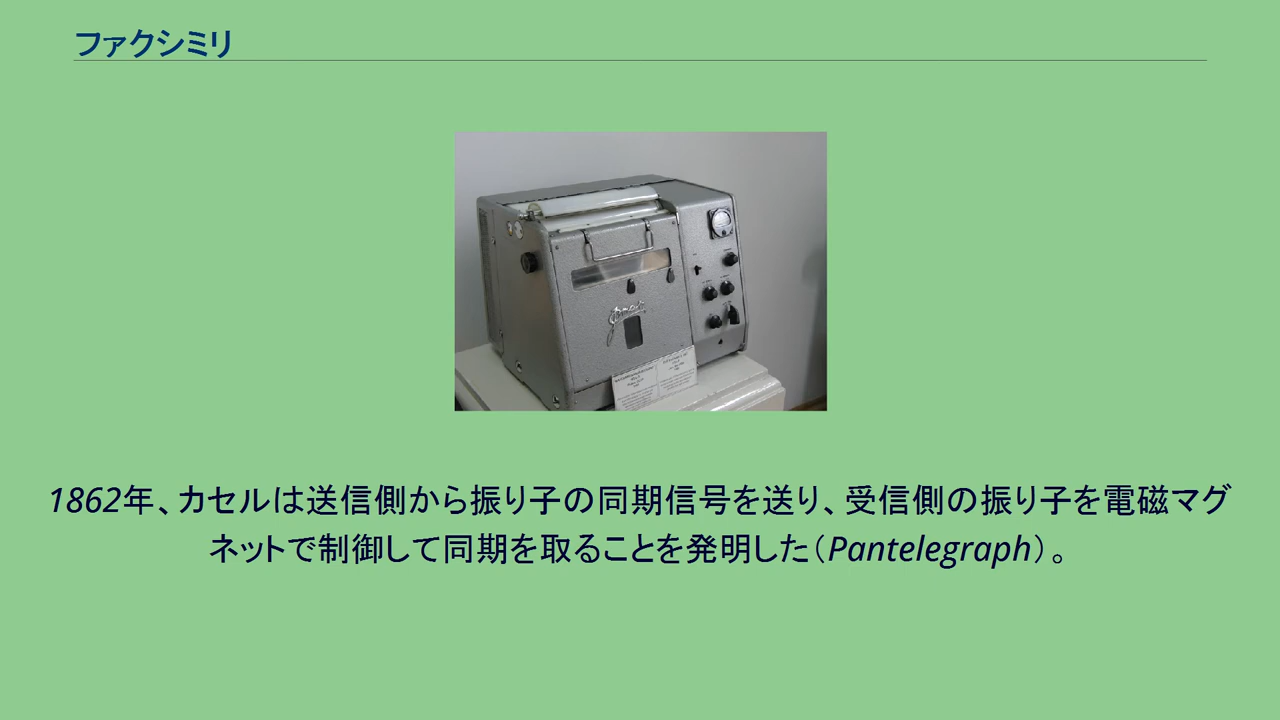 ファクシミリ
1862年、カセルは送信側から振り子の同期信号を送り、受信側の振り子を電磁マグ
ネットで制御して同期を取ることを発明した（Pantelegraph）。